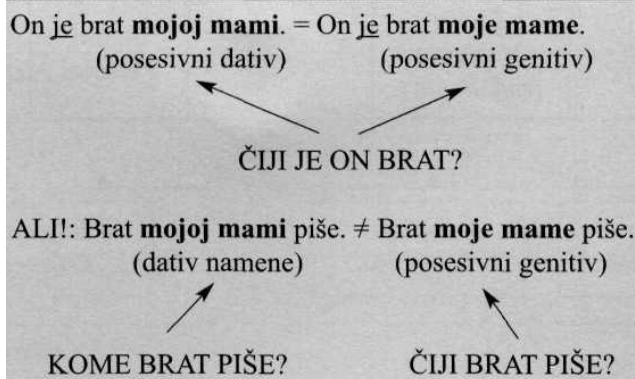 On je brat mojoj mami. = On je brat moje mame.
(posesivni dativ) (posesivni genitiv)
ČIJI JE ON BRAT?
ALI!: Brat mojoj mami piše. ≠ Brat moje mame piše.
(dativ namene) (posesivni genitiv)
KOME BRAT PIŠE? ČIJI BRAT PIŠE?